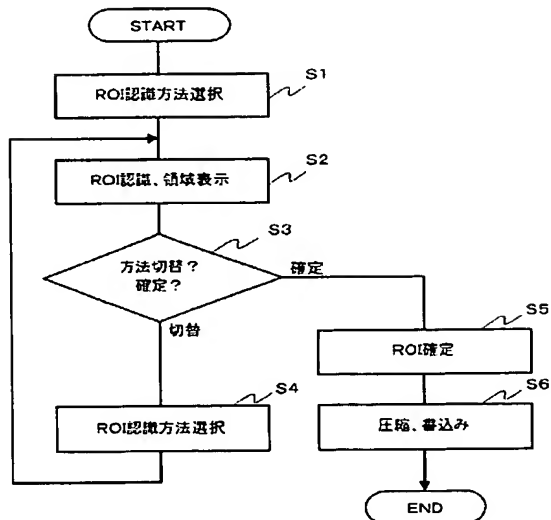 START
S1
ROI認識方法選択
S2
ROI認識、領域表示
S3
方法切替？
確定？
確定
切替
S4
ROI認識方法選択
S5
ROI確定
S6
圧縮、書込み
END